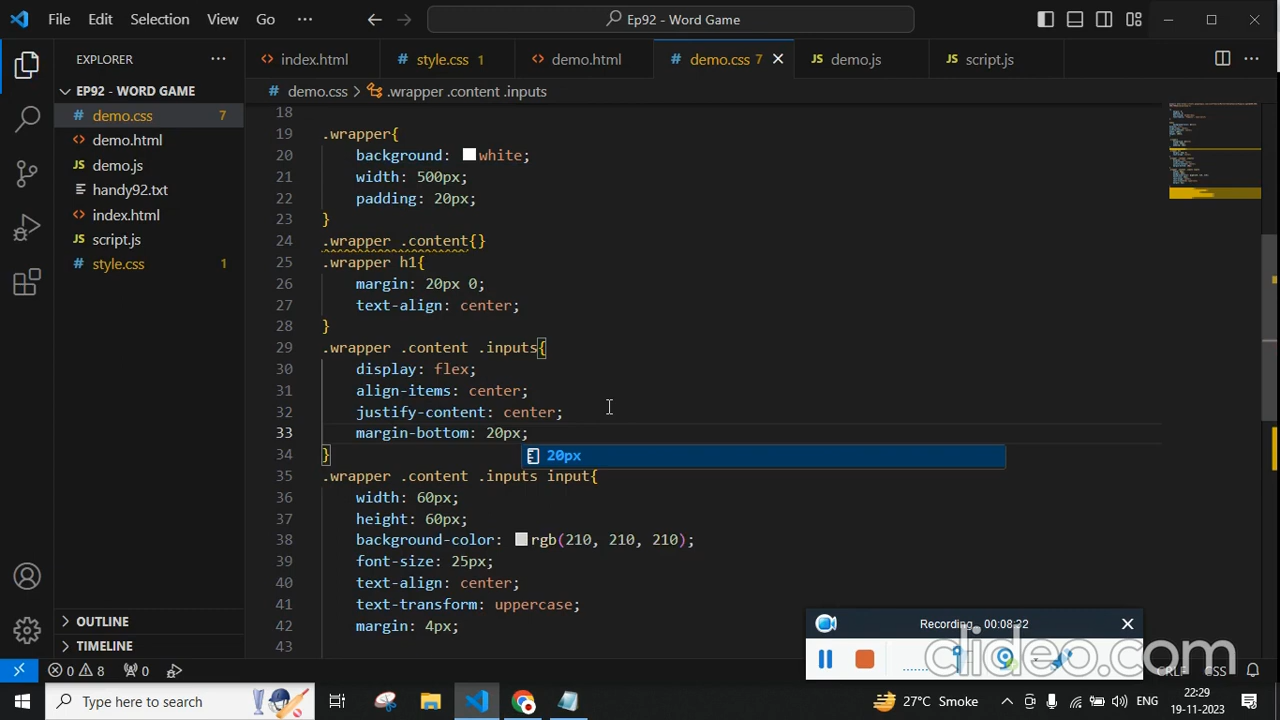 File Edit Selection View Go ··· Ep92 - Word Game
EXPLORER ···
index.html
# style.css 1
demo.html
# demo.css 7
JS demo.js
JS script.js
EP92 - WORD GAME
# demo.css 7
demo.html
JS demo.js
handy92.txt
index.html
JS script.js
# style.css 1
OUTLINE
TIMELINE
# demo.css > .wrapper .content .inputs
18
19 .wrapper{
20 background: white;
21 width: 500px;
22 padding: 20px;
23 }
24 .wrapper .content{}
25 .wrapper h1{
26 margin: 20px 0;
27 text-align: center;
28 }
29 .wrapper .content .inputs{
30 display: flex;
31 align-items: center;
32 justify-content: center;
33 margin-bottom: 20px;
34 }
20px
35 .wrapper .content .inputs input{
36 width: 60px;
37 height: 60px;
38 background-color: rgb(210, 210, 210);
39 font-size: 25px;
40 text-align: center;
41 text-transform: uppercase;
42 margin: 4px;
43
Recording... 00:08:22
clideo.com
0 8 0 CRLF CSS
Type here to search
27°C Smoke
ENG
22:29
19-11-2023